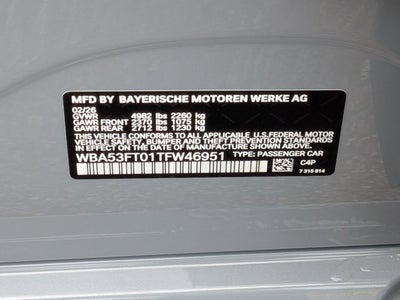 MFD BY BAYERISCHE MOTOREN WERKE AG
02/26
GVWR 4982 lbs 2260 kg
GAWR FRONT 2370 lbs 1075 kg
GAWR REAR 2712 lbs 1230 kg
THIS VEHICLE CONFORMS TO ALL APPLICABLE U.S.FEDERAL MOTOR
VEHICLE SAFETY, BUMPER, AND THEFT PREVENTION STANDARDS
IN EFFECT ON THE DATE OF MANUFACTURE SHOWN ABOVE.
WBA53FT01TFW46951 TYPE: PASSENGER CAR
C4P
7 315 814